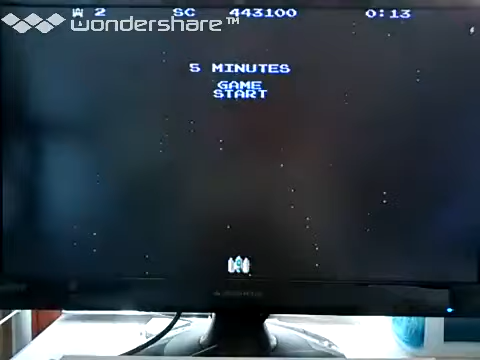 2 SC 443100 0:13
wondershare™
5 MINUTES
GAME
START